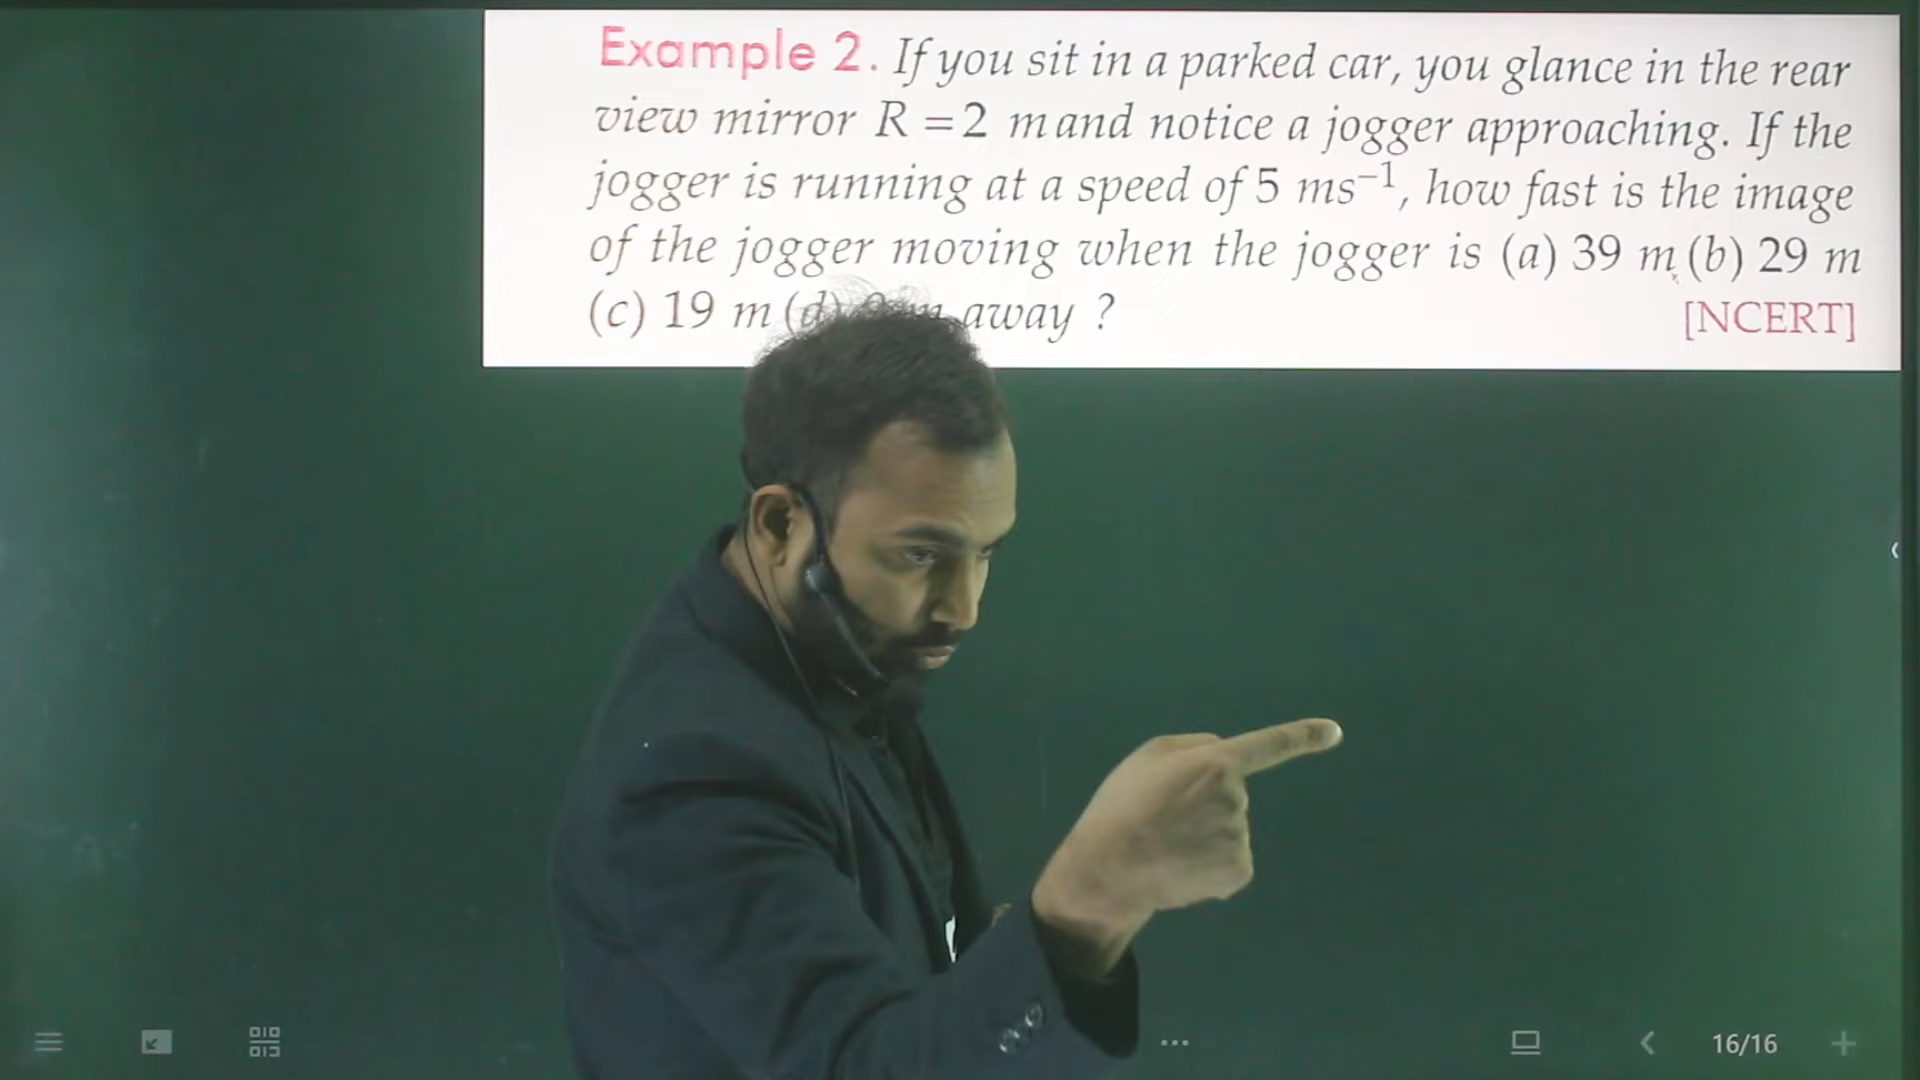 Example 2. If you sit in a parked car, you glance in the rear
view mirror R = 2 m and notice a jogger approaching. If the
jogger is running at a speed of 5 ms⁻¹, how fast is the image
of the jogger moving when the jogger is (a) 39 m (b) 29 m
(c) 19 m (d) m away ?
[NCERT]
16/16